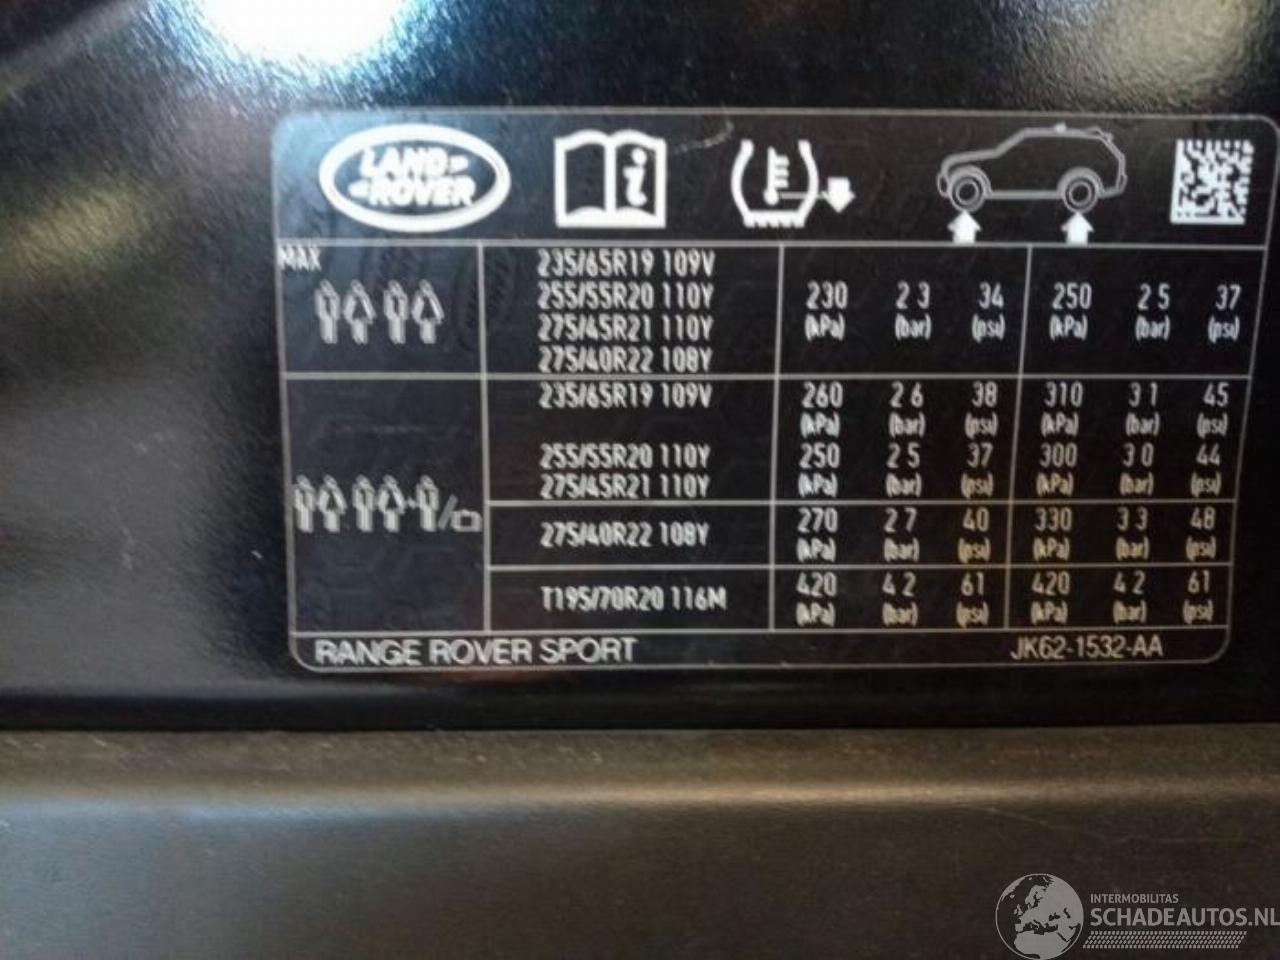 LAND ROVER
MAX
235/65R19 109V
255/55R20 110Y 230 2.3 34 250 2.5 37
275/45R21 110Y (kPa) (bar) (psi) (kPa) (bar) (psi)
275/40R22 108Y
235/65R19 109V 260 2.6 38 310 3.1 45
(kPa) (bar) (psi) (kPa) (bar) (psi)
255/55R20 110Y 250 2.5 37 300 3.0 44
275/45R21 110Y (kPa) (bar) (psi) (kPa) (bar) (psi)
270 2.7 40 330 3.3 48
275/40R22 108Y (kPa) (bar) (psi) (kPa) (bar) (psi)
420 4.2 61 420 4.2 61
T195/70R20 116M (kPa) (bar) (psi) (kPa) (bar) (psi)
RANGE ROVER SPORT JK62-1532-AA
INTERMOBILITAS
SCHADEAUTOS.NL